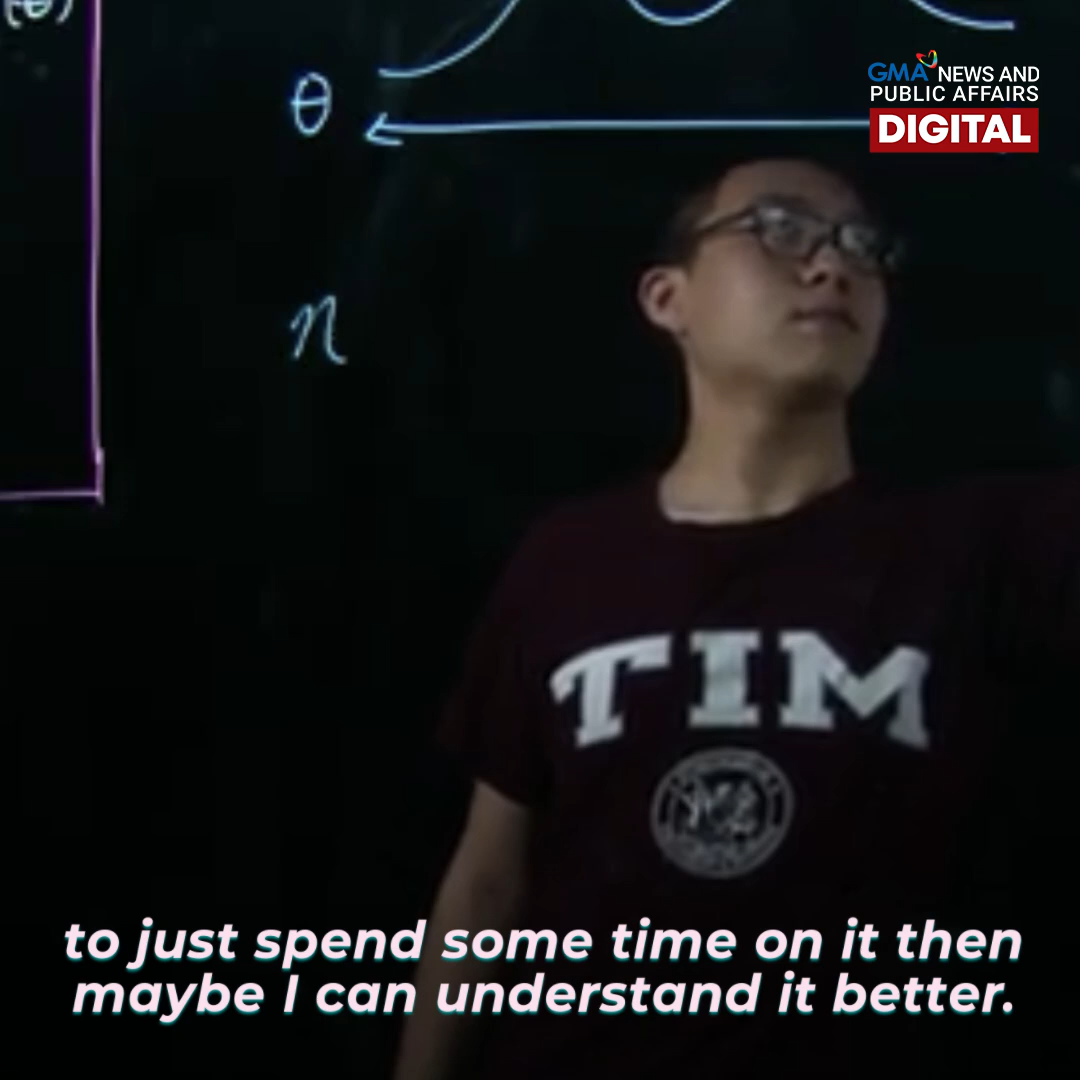 (θ)
GMA NEWS AND
PUBLIC AFFAIRS
DIGITAL
θ
n
TIM
to just spend some time on it then
maybe I can understand it better.